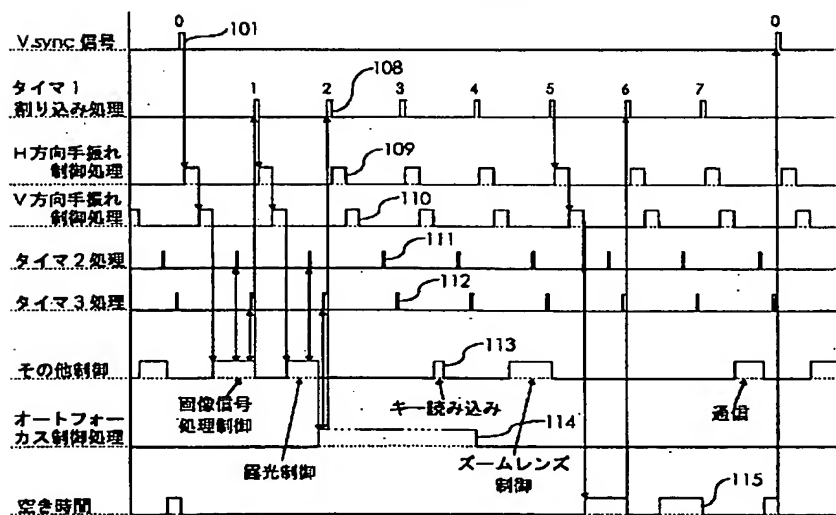 0 101 0
V.sync 信号
108
タイマ1
割り込み処理
1 2 3 4 5 6 7
H方向手振れ
制御処理
109
V方向手振れ
制御処理
110
タイマ2処理
111
タイマ3処理
112
その他制御
113
画像信号
処理制御
キー読み込み
通信
オートフォー
カス制御処理
114
露光制御
ズームレンズ
制御
115
空き時間